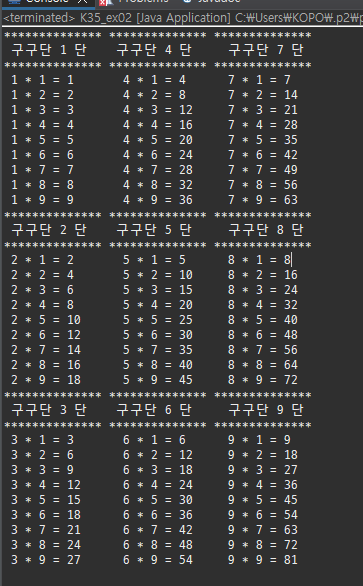 Console Problems Javadoc
<terminated> K35_ex02 [Java Application] C:₩Users₩KOPO₩.p2₩p
************** ************** **************
구구단 1 단 구구단 4 단 구구단 7 단
************** ************** **************
1 * 1 = 1 4 * 1 = 4 7 * 1 = 7
1 * 2 = 2 4 * 2 = 8 7 * 2 = 14
1 * 3 = 3 4 * 3 = 12 7 * 3 = 21
1 * 4 = 4 4 * 4 = 16 7 * 4 = 28
1 * 5 = 5 4 * 5 = 20 7 * 5 = 35
1 * 6 = 6 4 * 6 = 24 7 * 6 = 42
1 * 7 = 7 4 * 7 = 28 7 * 7 = 49
1 * 8 = 8 4 * 8 = 32 7 * 8 = 56
1 * 9 = 9 4 * 9 = 36 7 * 9 = 63
************** ************** **************
구구단 2 단 구구단 5 단 구구단 8 단
************** ************** **************
2 * 1 = 2 5 * 1 = 5 8 * 1 = 8
2 * 2 = 4 5 * 2 = 10 8 * 2 = 16
2 * 3 = 6 5 * 3 = 15 8 * 3 = 24
2 * 4 = 8 5 * 4 = 20 8 * 4 = 32
2 * 5 = 10 5 * 5 = 25 8 * 5 = 40
2 * 6 = 12 5 * 6 = 30 8 * 6 = 48
2 * 7 = 14 5 * 7 = 35 8 * 7 = 56
2 * 8 = 16 5 * 8 = 40 8 * 8 = 64
2 * 9 = 18 5 * 9 = 45 8 * 9 = 72
************** ************** **************
구구단 3 단 구구단 6 단 구구단 9 단
************** ************** **************
3 * 1 = 3 6 * 1 = 6 9 * 1 = 9
3 * 2 = 6 6 * 2 = 12 9 * 2 = 18
3 * 3 = 9 6 * 3 = 18 9 * 3 = 27
3 * 4 = 12 6 * 4 = 24 9 * 4 = 36
3 * 5 = 15 6 * 5 = 30 9 * 5 = 45
3 * 6 = 18 6 * 6 = 36 9 * 6 = 54
3 * 7 = 21 6 * 7 = 42 9 * 7 = 63
3 * 8 = 24 6 * 8 = 48 9 * 8 = 72
3 * 9 = 27 6 * 9 = 54 9 * 9 = 81